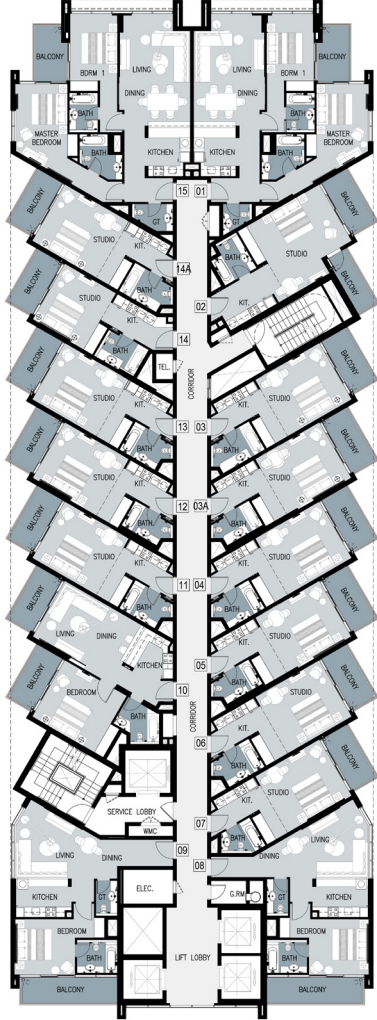 BALCONY
BDRM 1
LIVING
DINING
LIVING
DINING
BDRM 1
BALCONY
MASTER
BEDROOM
BATH
BATH
KITCHEN
KITCHEN
BATH
BATH
MASTER
BEDROOM
15
01
GT
GT
BALCONY
STUDIO
KIT.
BATH
STUDIO
BALCONY
14A
BATH
BALCONY
STUDIO
KIT.
02
KIT.
BATH
14
TEL.
CORRIDOR
BALCONY
STUDIO
KIT.
BATH
13
03
BATH
KIT.
STUDIO
BALCONY
BALCONY
STUDIO
KIT.
BATH
12
03A
BATH
KIT.
STUDIO
BALCONY
BALCONY
STUDIO
KIT.
BATH
11
04
BATH
KIT.
STUDIO
BALCONY
BALCONY
LIVING
DINING
KITCHEN
05
BATH
KIT.
STUDIO
BALCONY
BALCONY
BEDROOM
BATH
10
CORRIDOR
06
BATH
KIT.
STUDIO
BALCONY
SERVICE LOBBY
WMC
07
BATH
KIT.
STUDIO
BALCONY
LIVING
DINING
09
08
DINING
LIVING
KITCHEN
GT
ELEC.
G.RM
GT
KITCHEN
BEDROOM
BATH
LIFT LOBBY
BATH
BEDROOM
BALCONY
BALCONY